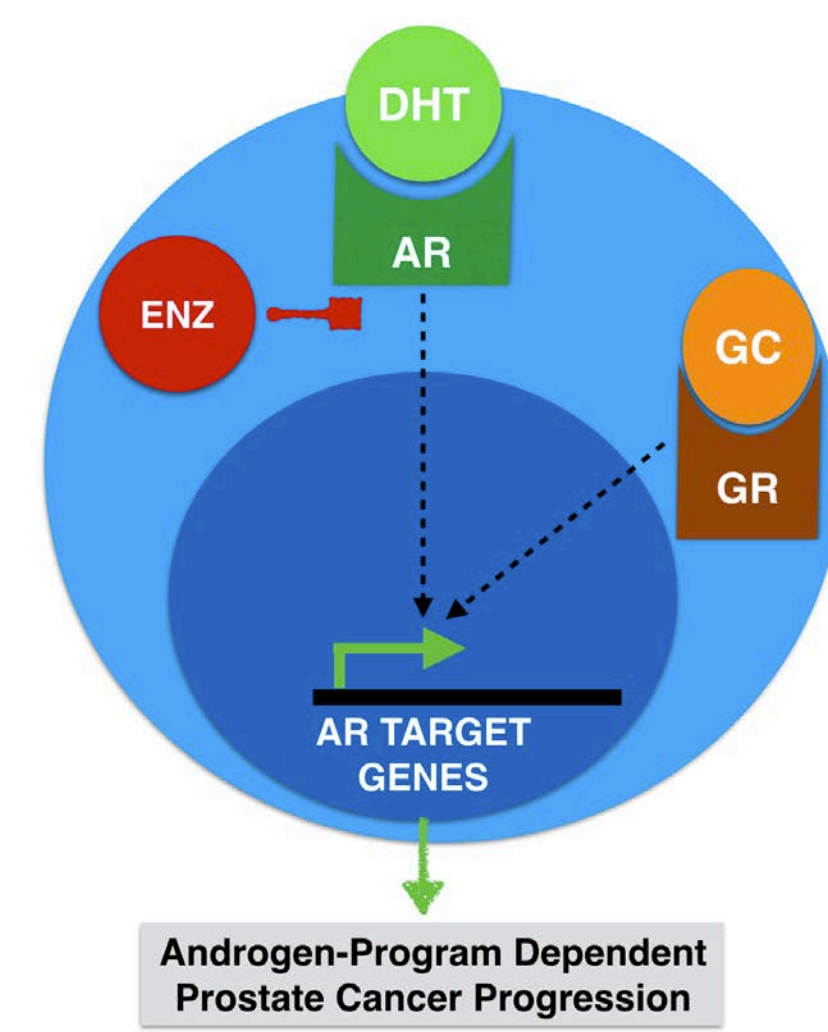 DHT
AR
ENZ
GC
GR
AR TARGET
GENES
Androgen-Program Dependent
Prostate Cancer Progression